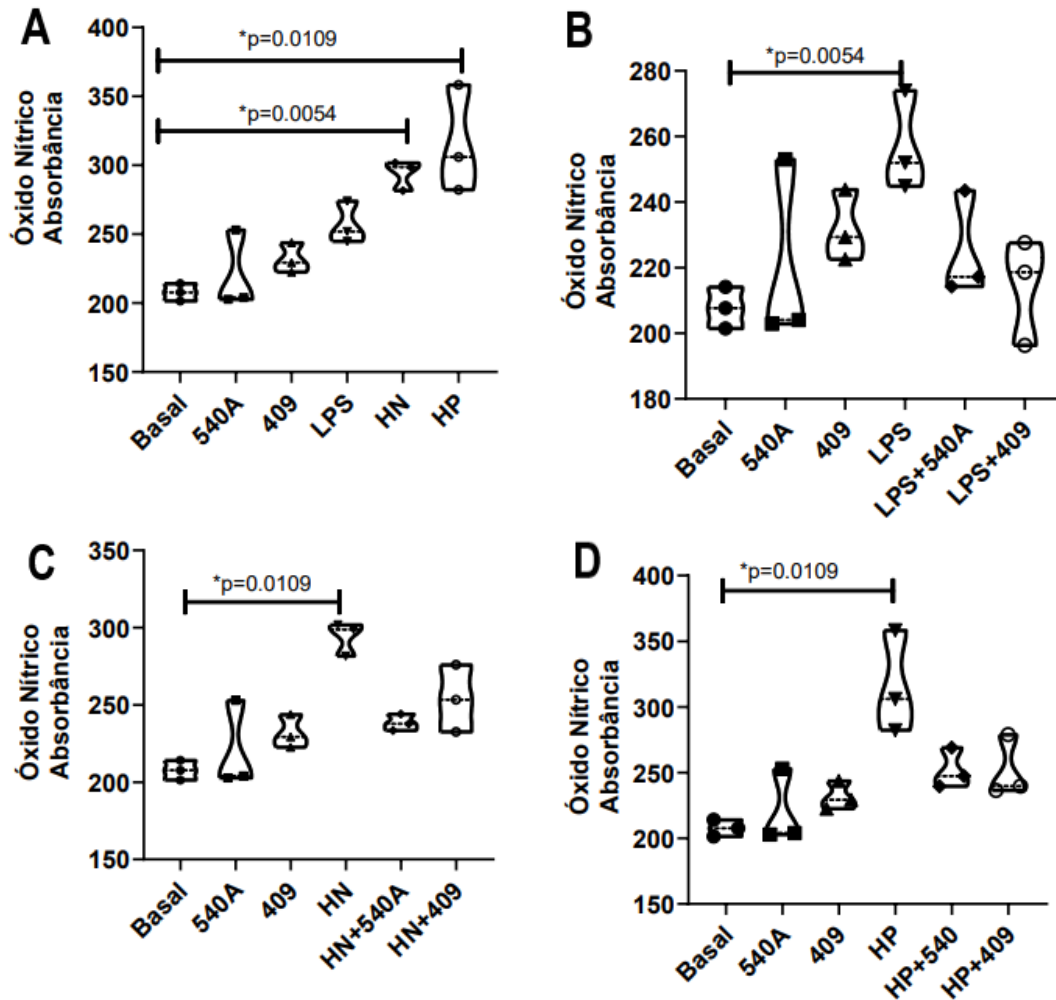 A
Óxido Nítrico
Absorbância
400
350
300
250
200
150
*p=0.0109
*p=0.0054
Basal
540A
409
LPS
HN
HP
B
Óxido Nítrico
Absorbância
280
260
240
220
200
180
*p=0.0054
Basal
540A
409
LPS
LPS+540A
LPS+409
C
Óxido Nítrico
Absorbância
350
300
250
200
150
*p=0.0109
Basal
540A
409
HN
HN+540A
HN+409
D
Óxido Nítrico
Absorbância
400
350
300
250
200
150
*p=0.0109
Basal
540A
409
HP
HP+540
HP+409